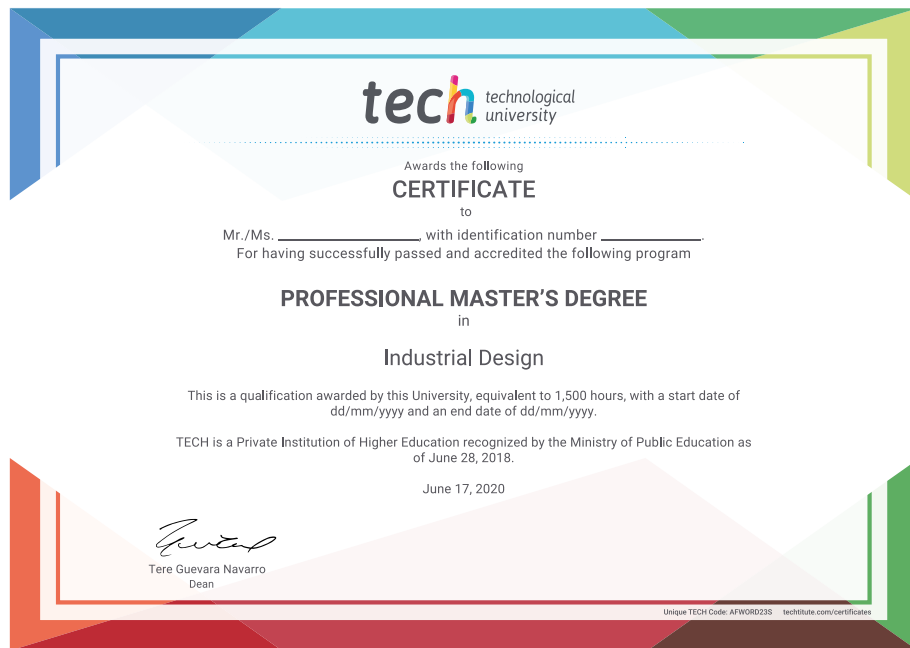 tech technological
university
Awards the following
CERTIFICATE
to
Mr./Ms. ____________________, with identification number ______________.
For having successfully passed and accredited the following program
PROFESSIONAL MASTER'S DEGREE
in
Industrial Design
This is a qualification awarded by this University, equivalent to 1,500 hours, with a start date of
dd/mm/yyyy and an end date of dd/mm/yyyy.
TECH is a Private Institution of Higher Education recognized by the Ministry of Public Education as
of June 28, 2018.
June 17, 2020
Tere Guevara Navarro
Dean
Unique TECH Code: AFWORD23S techtitute.com/certificates